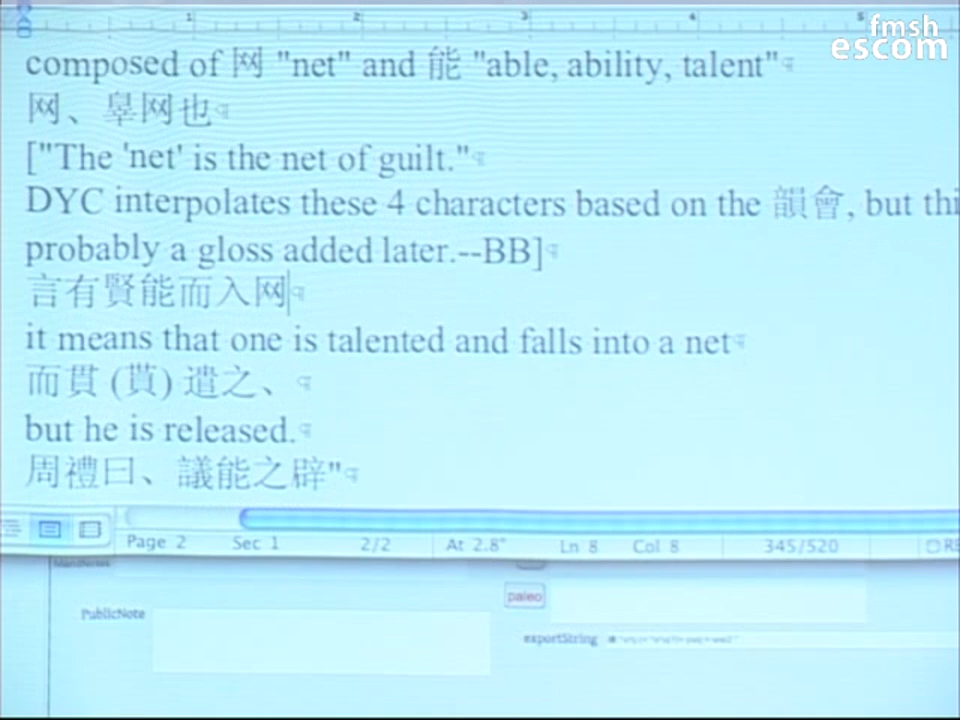 fmsh
escom
composed of 网 "net" and 能 "able, ability, talent"
网、辠网也
["The 'net' is the net of guilt."
DYC interpolates these 4 characters based on the 韻會, but thi
probably a gloss added later.--BB]
言有賢能而入网
it means that one is talented and falls into a net
而貫 (貰) 遣之、
but he is released.
周禮曰、議能之辟"
Page 2 Sec 1 2/2 At 2.8" Ln 8 Col 8 345/520
paleo
PublicNote
exportString